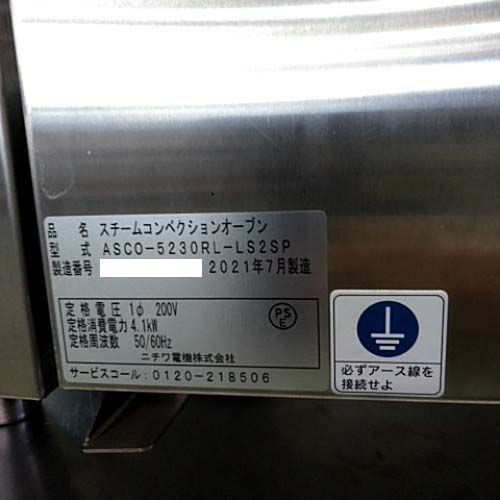 品名 スチームコンベクションオーブン
型式 ASCO-5230RL-LS2SP
製造番号 2021年7月製造
定格電圧 1φ 200V
定格消費電力 4.1kW
定格周波数 50/60Hz
PSE
ニチワ電機株式会社
サービスコール:0120-218506
必ずアース線を
接続せよ